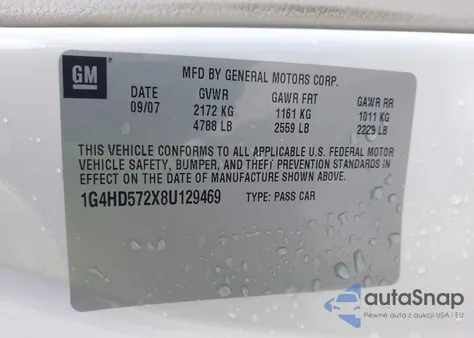 GM
MFD BY GENERAL MOTORS CORP.
DATE GVWR GAWR FRT GAWR RR
09/07 2172 KG 1161 KG 1011 KG
4788 LB 2559 LB 2229 LB
THIS VEHICLE CONFORMS TO ALL APPLICABLE U.S. FEDERAL MOTOR
VEHICLE SAFETY, BUMPER, AND THEFT PREVENTION STANDARDS IN
EFFECT ON THE DATE OF MANUFACTURE SHOWN ABOVE.
1G4HD572X8U129469 TYPE: PASS CAR
autoSnap
Pewne auta z aukcji USA - EU